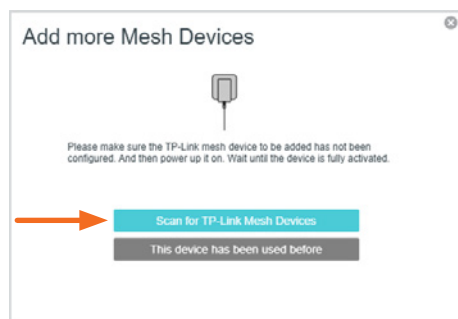 Add more Mesh Devices
Please make sure the TP-Link mesh device to be added has not been
configured. And then power up it on. Wait until the device is fully activated.
Scan for TP-Link Mesh Devices
This device has been used before